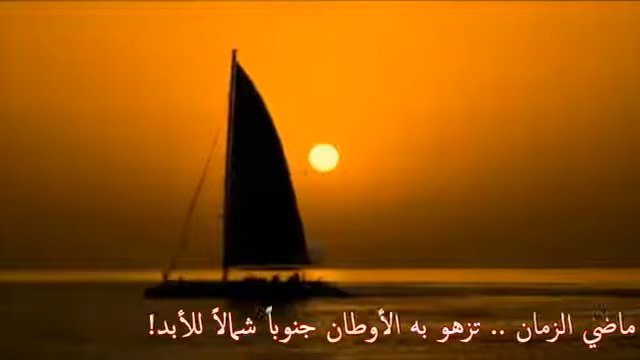 ماضي الزمان .. تزهو به الأوطان جنوباً شمالاً للأبد!